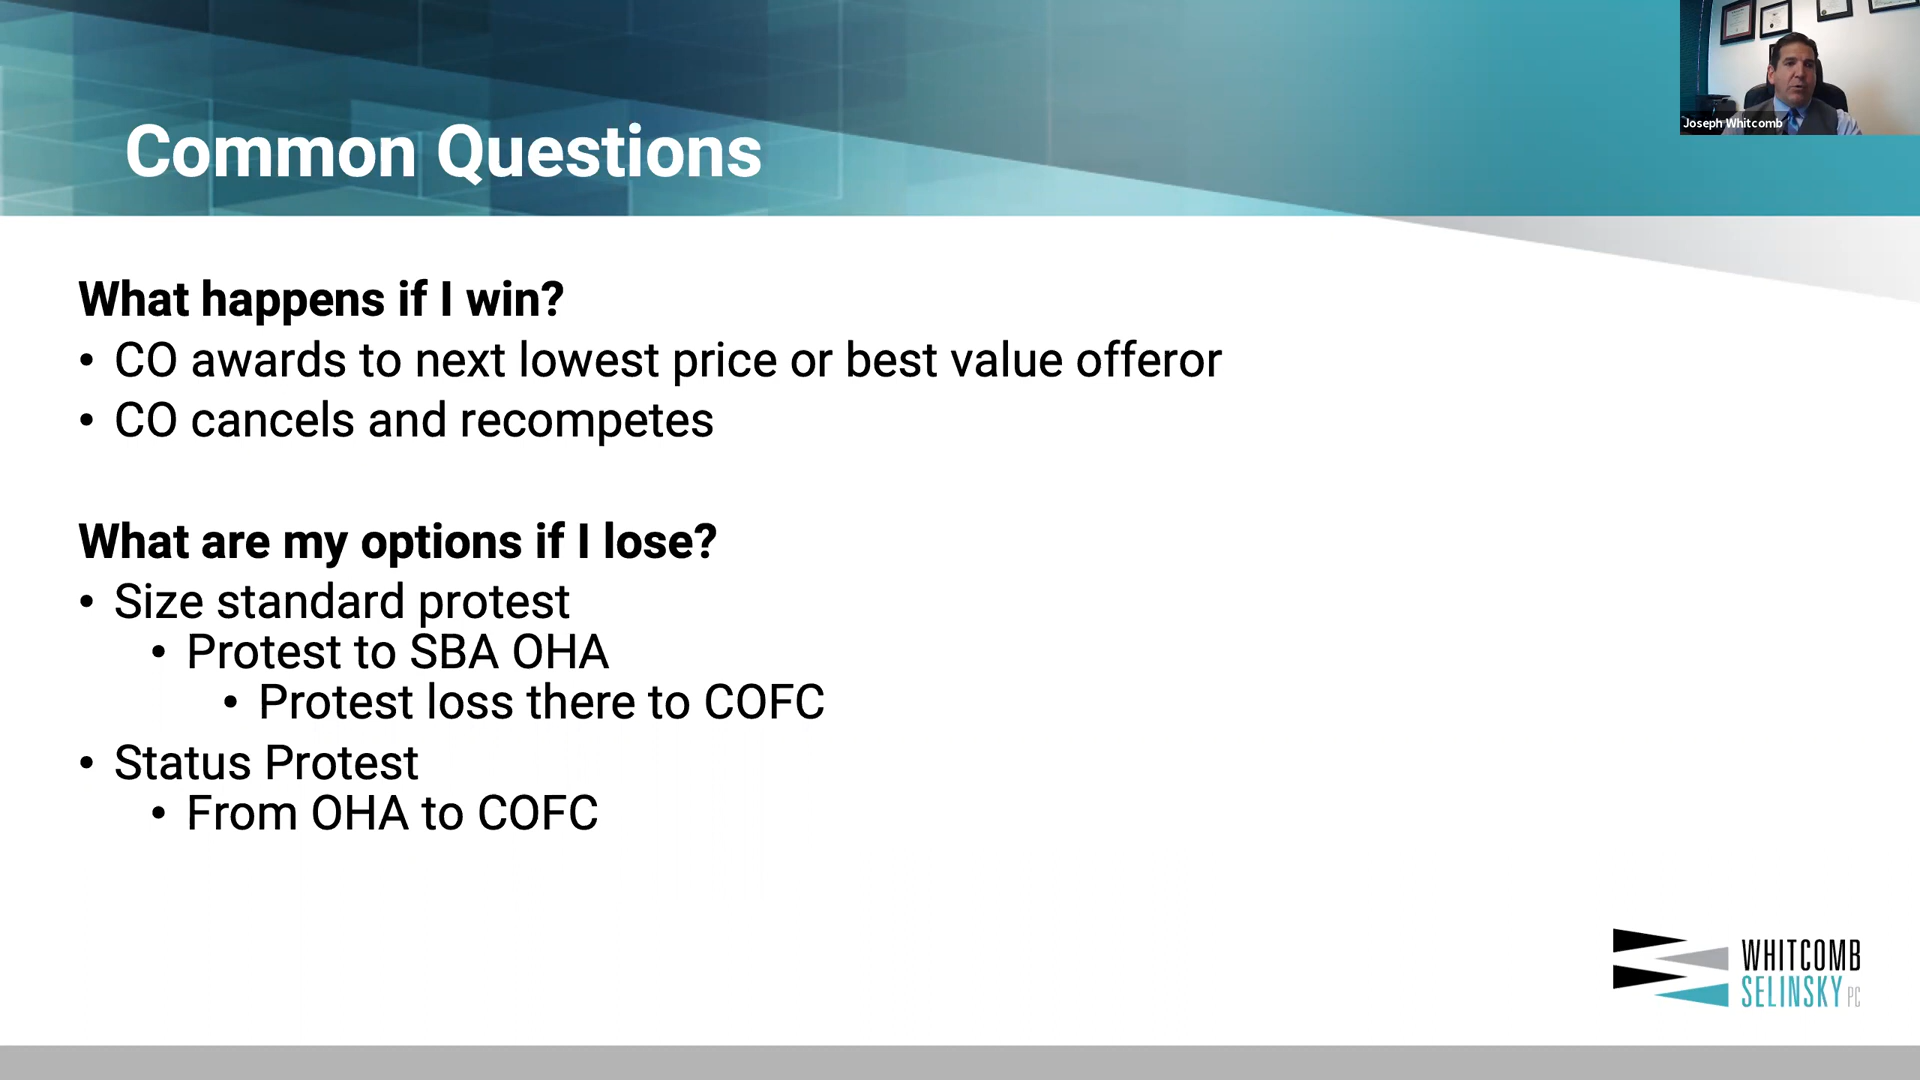 Joseph Whitcomb
Common Questions
What happens if I win?
• CO awards to next lowest price or best value offeror
• CO cancels and recompetes
What are my options if I lose?
• Size standard protest
• Protest to SBA OHA
• Protest loss there to COFC
• Status Protest
• From OHA to COFC
WHITCOMB
SELINSKY PC